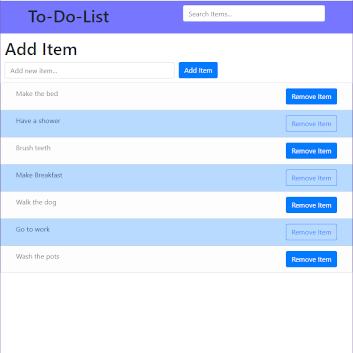 To-Do-List
Search Items...
Add Item
Add new item...
Add Item
Make the bed
Remove Item
Have a shower
Remove Item
Brush teeth
Remove Item
Make Breakfast
Remove Item
Walk the dog
Remove Item
Go to work
Remove Item
Wash the pots
Remove Item